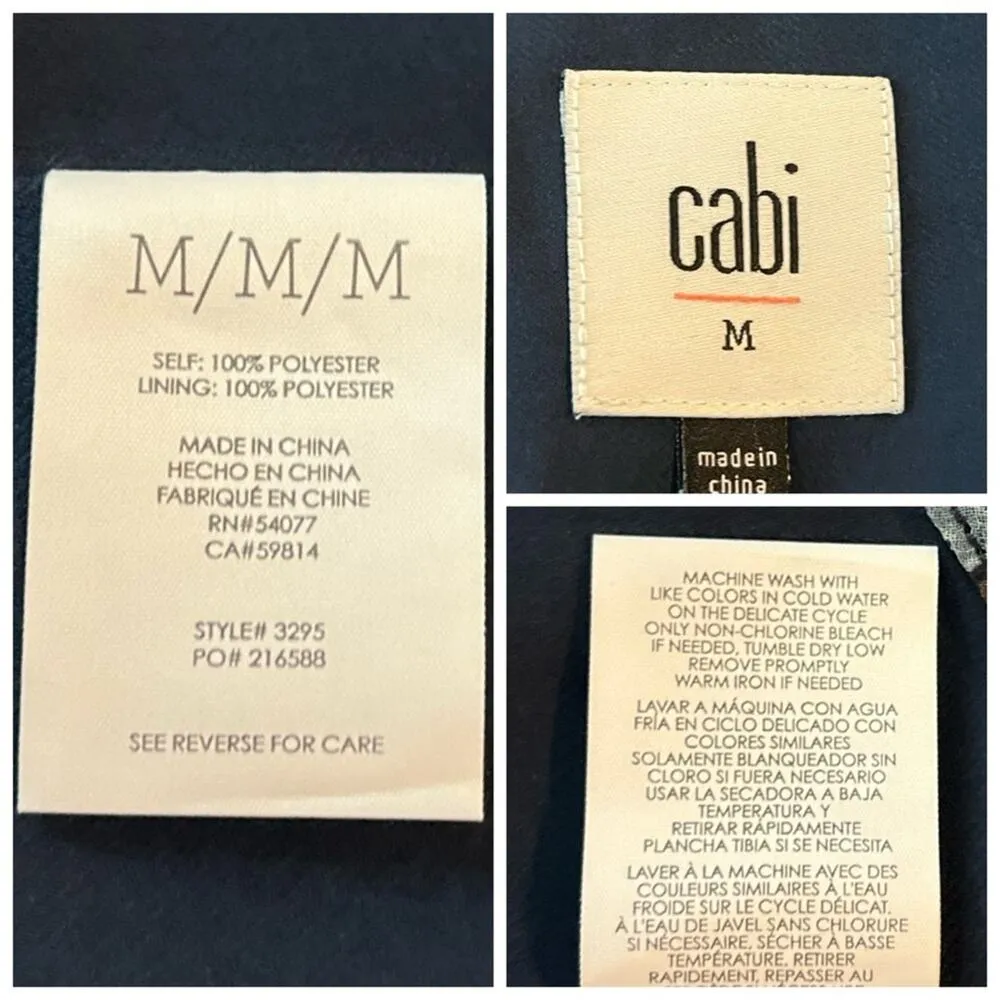 M/M/M
SELF: 100% POLYESTER
LINING: 100% POLYESTER
MADE IN CHINA
HECHO EN CHINA
FABRIQUÉ EN CHINE
RN#54077
CA#59814
STYLE# 3295
PO# 216588
SEE REVERSE FOR CARE
cabi
M
made in
china
MACHINE WASH WITH
LIKE COLORS IN COLD WATER
ON THE DELICATE CYCLE
ONLY NON-CHLORINE BLEACH
IF NEEDED, TUMBLE DRY LOW
REMOVE PROMPTLY
WARM IRON IF NEEDED
LAVAR A MÁQUINA CON AGUA
FRÍA EN CICLO DELICADO CON
COLORES SIMILARES
SOLAMENTE BLANQUEADOR SIN
CLORO SI FUERA NECESARIO
USAR LA SECADORA A BAJA
TEMPERATURA Y
RETIRAR RÁPIDAMENTE
PLANCHA TIBIA SI SE NECESITA
LAVER À LA MACHINE AVEC DES
COULEURS SIMILAIRES À L'EAU
FROIDE SUR LE CYCLE DÉLICAT.
À L'EAU DE JAVEL SANS CHLORURE
SI NÉCESSAIRE, SÉCHER À BASSE
TEMPÉRATURE, RETIRER
RAPIDEMENT, REPASSER AU